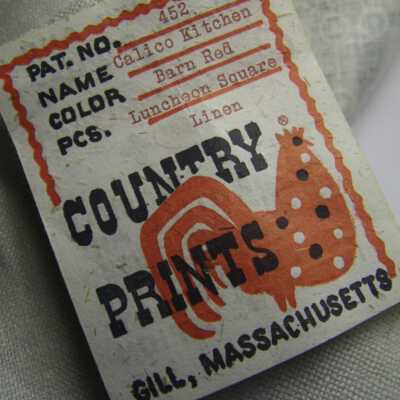 PAT. NO. 452
NAME Calico Kitchen
COLOR Barn Red
PCS. Luncheon Square
Linen
COUNTRY ®
PRINTS
GILL, MASSACHUSETTS